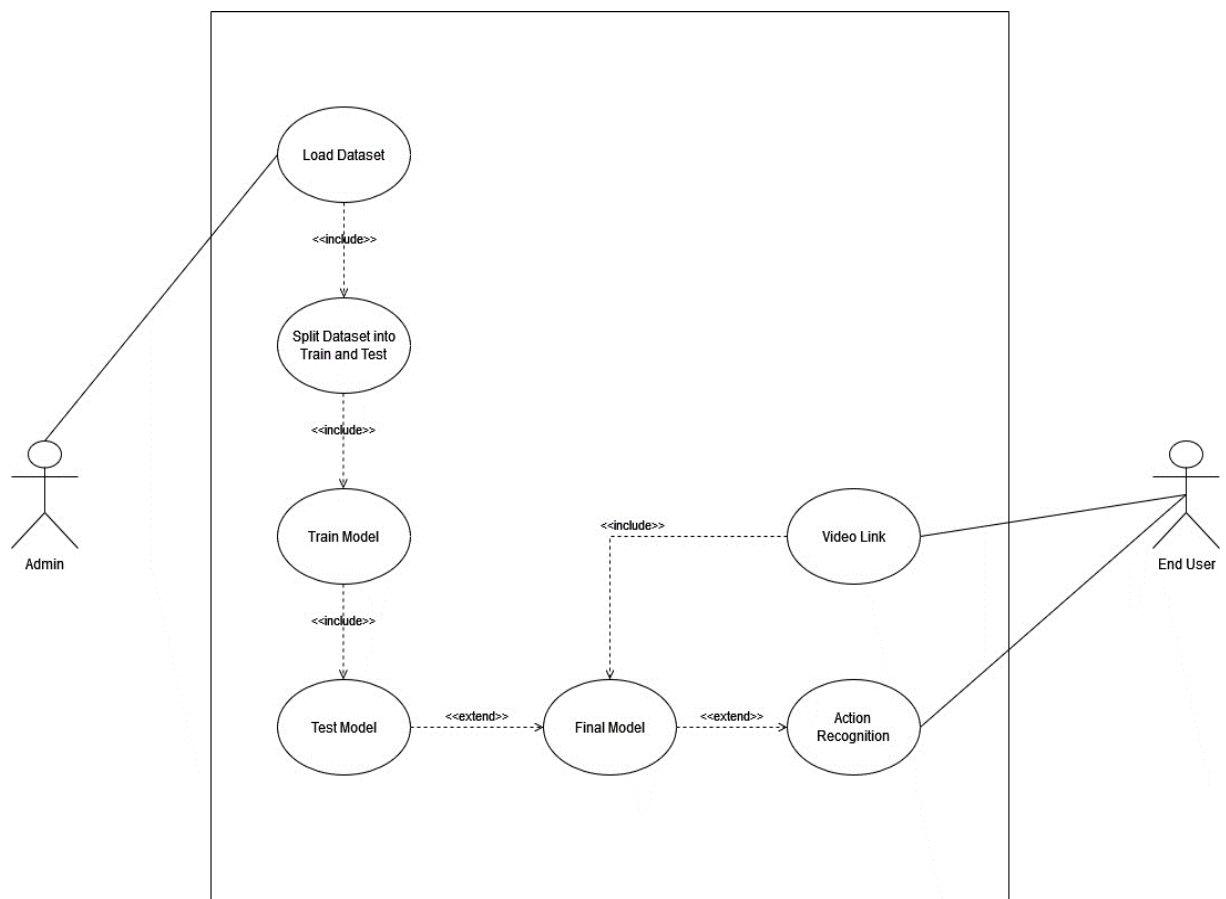 Load Dataset
<<include>>
Split Dataset into
Train and Test
<<include>>
Train Model
<<include>>
Video Link
Admin
End User
<<include>>
Test Model
<<extend>>
Final Model
<<extend>>
Action
Recognition